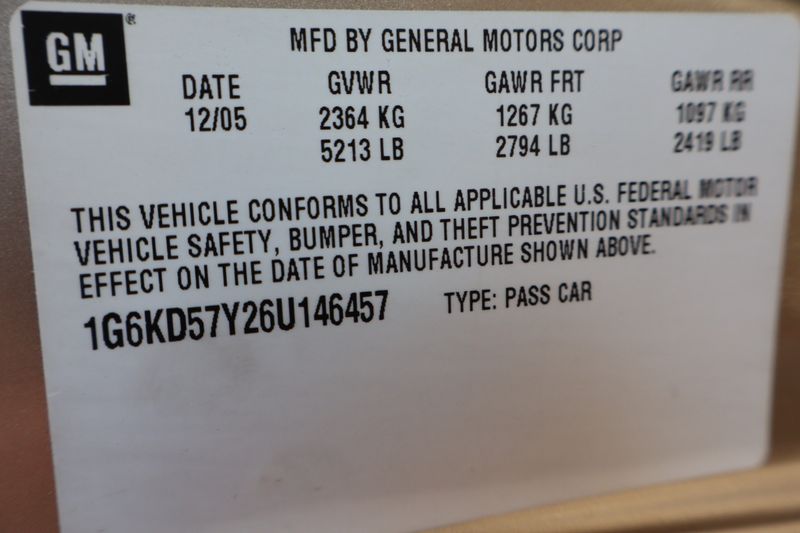 GM®
MFD BY GENERAL MOTORS CORP
DATE GVWR GAWR FRT GAWR RR
12/05 2364 KG 1267 KG 1097 KG
5213 LB 2794 LB 2419 LB
THIS VEHICLE CONFORMS TO ALL APPLICABLE U.S. FEDERAL MOTOR
VEHICLE SAFETY, BUMPER, AND THEFT PREVENTION STANDARDS IN
EFFECT ON THE DATE OF MANUFACTURE SHOWN ABOVE.
1G6KD57Y26U146457 TYPE: PASS CAR